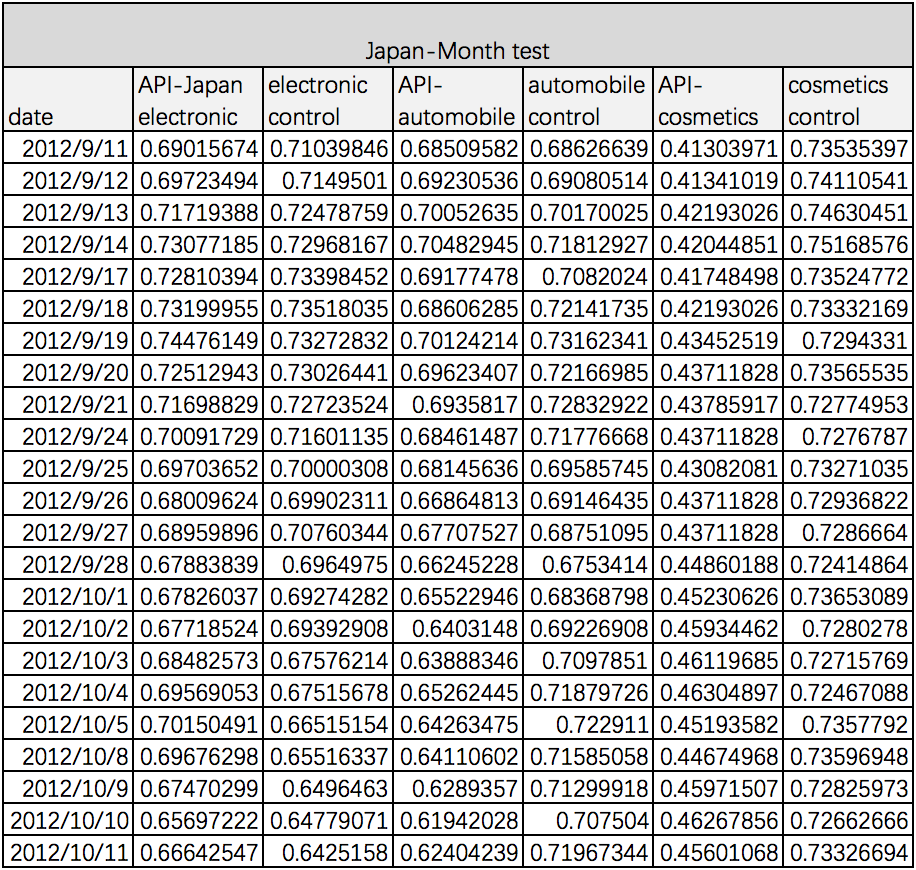 Japan-Month test
date API-Japan electronic electronic control API-automobile automobile control API-cosmetics cosmetics control
2012/9/11 0.69015674 0.71039846 0.68509582 0.68626639 0.41303971 0.73535397
2012/9/12 0.69723494 0.7149501 0.69230536 0.69080514 0.41341019 0.74110541
2012/9/13 0.71719388 0.72478759 0.70052635 0.70170025 0.42193026 0.74630451
2012/9/14 0.73077185 0.72968167 0.70482945 0.71812927 0.42044851 0.75168576
2012/9/17 0.72810394 0.73398452 0.69177478 0.7082024 0.41748498 0.73524772
2012/9/18 0.73199955 0.73518035 0.68606285 0.72141735 0.42193026 0.73332169
2012/9/19 0.74476149 0.73272832 0.70124214 0.73162341 0.43452519 0.7294331
2012/9/20 0.72512943 0.73026441 0.69623407 0.72166985 0.43711828 0.73565535
2012/9/21 0.71698829 0.72723524 0.6935817 0.72832922 0.43785917 0.72774953
2012/9/24 0.70091729 0.71601135 0.68461487 0.71776668 0.43711828 0.7276787
2012/9/25 0.69703652 0.70000308 0.68145636 0.69585745 0.43082081 0.73271035
2012/9/26 0.68009624 0.69902311 0.66864813 0.69146435 0.43711828 0.72936822
2012/9/27 0.68959896 0.70760344 0.67707527 0.68751095 0.43711828 0.7286664
2012/9/28 0.67883839 0.6964975 0.66245228 0.6753414 0.44860188 0.72414864
2012/10/1 0.67826037 0.69274282 0.65522946 0.68368798 0.45230626 0.73653089
2012/10/2 0.67718524 0.69392908 0.6403148 0.69226908 0.45934462 0.7280278
2012/10/3 0.68482573 0.67576214 0.63888346 0.7097851 0.46119685 0.72715769
2012/10/4 0.69569053 0.67515678 0.65262445 0.71879726 0.46304897 0.72467088
2012/10/5 0.70150491 0.66515154 0.64263475 0.722911 0.45193582 0.7357792
2012/10/8 0.69676298 0.65516337 0.64110602 0.71585058 0.44674968 0.73596948
2012/10/9 0.67470299 0.6496463 0.6289357 0.71299918 0.45971507 0.72825973
2012/10/10 0.65697222 0.64779071 0.61942028 0.707504 0.46267856 0.72662666
2012/10/11 0.66642547 0.6425158 0.62404239 0.71967344 0.45601068 0.73326694